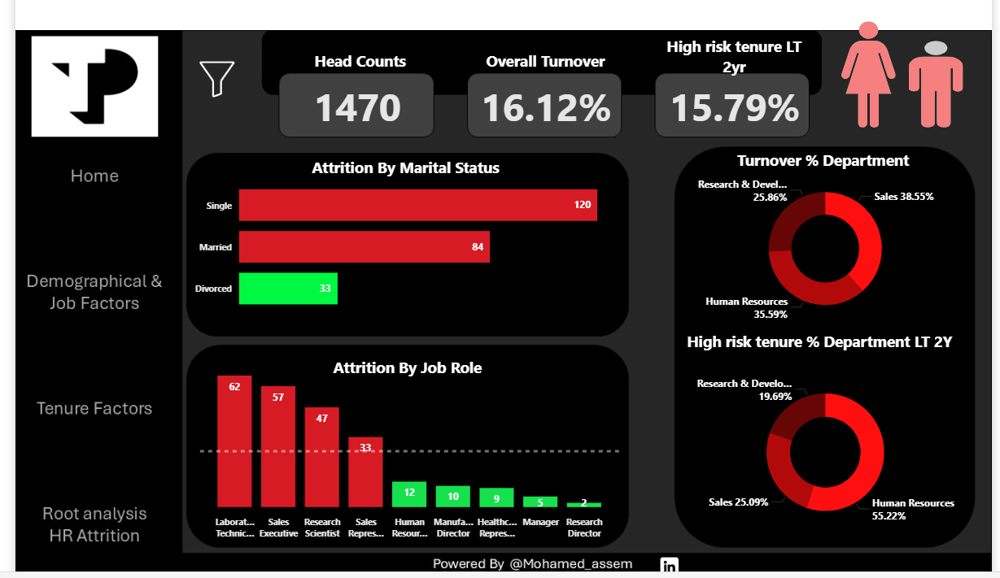 TP
Home
Demographical &
Job Factors
Tenure Factors
Root analysis
HR Attrition
Head Counts
1470
Overall Turnover
16.12%
High risk tenure LT
2yr
15.79%
Attrition By Marital Status
Single
120
Married
84
Divorced
33
Attrition By Job Role
62
57
47
33
12
10
9
5
2
Laborat...
Technic...
Sales
Executive
Research
Scientist
Sales
Repres...
Human
Resour...
Manufa...
Director
Healthc...
Repres...
Manager
Research
Director
Turnover % Department
Research & Devel...
25.86%
Sales 38.55%
Human Resources
35.59%
High risk tenure % Department LT 2Y
Research & Develo...
19.69%
Sales 25.09%
Human Resources
55.22%
Powered By @Mohamed_assem
in